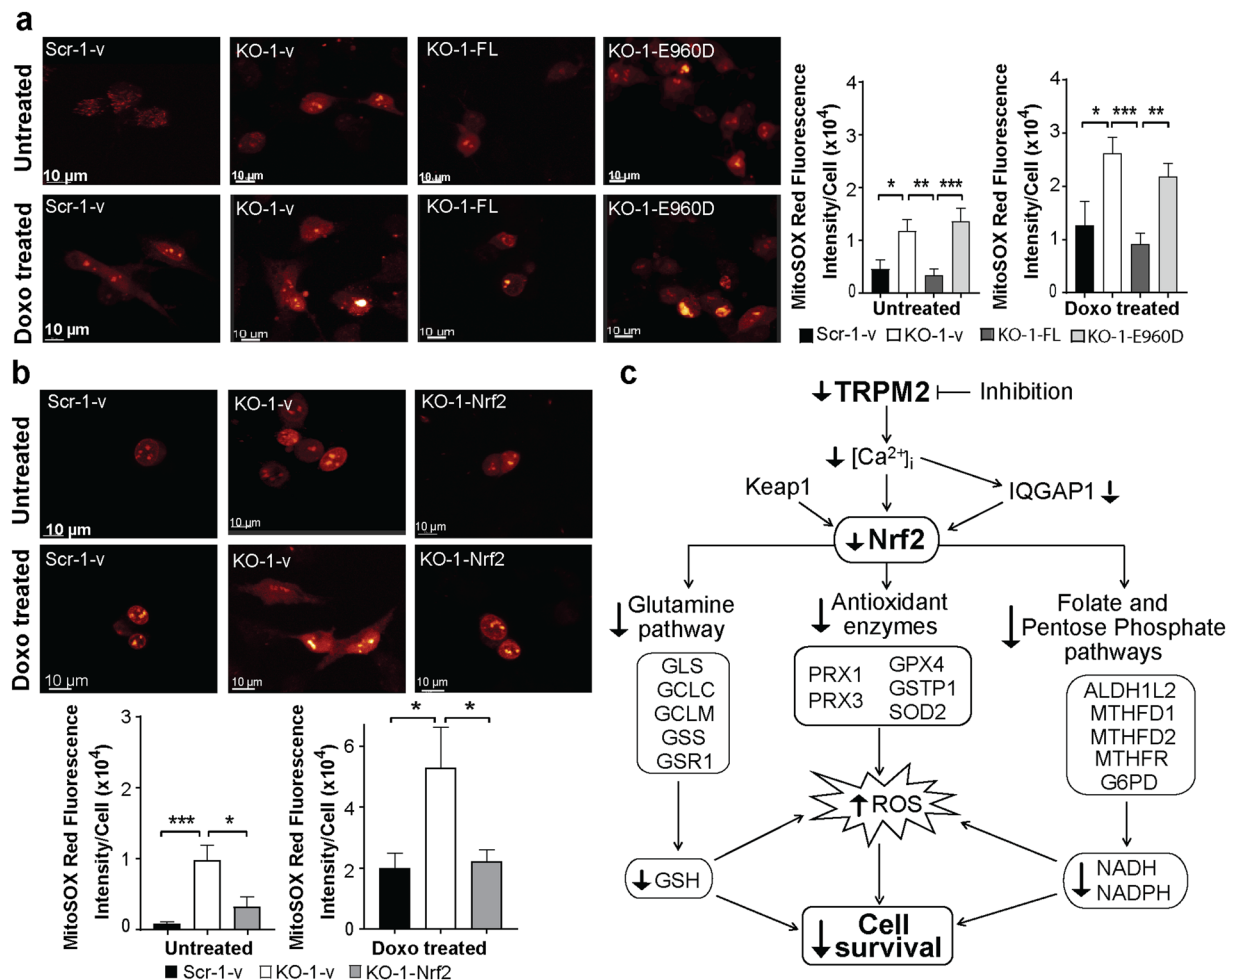 a
Untreated
Scr-1-v
10 µm
KO-1-v
10 µm
KO-1-FL
10 µm
KO-1-E960D
10 µm
Doxo treated
Scr-1-v
10 µm
KO-1-v
10 µm
KO-1-FL
10 µm
KO-1-E960D
10 µm
MitoSOX Red Fluorescence
Intensity/Cell (x10⁴)
4
3
2
1
0
* ** ***
Untreated
MitoSOX Red Fluorescence
Intensity/Cell (x10⁴)
4
3
2
1
0
* *** **
Doxo treated
Scr-1-v KO-1-v KO-1-FL KO-1-E960D
b
Untreated
Scr-1-v
10 µm
KO-1-v
10 µm
KO-1-Nrf2
10 µm
Doxo treated
Scr-1-v
10 µm
KO-1-v
10 µm
KO-1-Nrf2
10 µm
MitoSOX Red Fluorescence
Intensity/Cell (x10⁴)
3
2
1
0
*** *
Untreated
MitoSOX Red Fluorescence
Intensity/Cell (x10⁴)
6
4
2
0
* *
Doxo treated
Scr-1-v KO-1-v KO-1-Nrf2
c
↓TRPM2 Inhibition
↓ [Ca²⁺]i
Keap1
IQGAP1 ↓
↓Nrf2
↓ Glutamine
pathway
GLS
GCLC
GCLM
GSS
GSR1
↓ Antioxidant
enzymes
PRX1
PRX3
GPX4
GSTP1
SOD2
↓ Folate and
Pentose Phosphate
pathways
ALDH1L2
MTHFD1
MTHFD2
MTHFR
G6PD
↑ROS
↓GSH
↓ NADH
NADPH
↓ Cell
survival